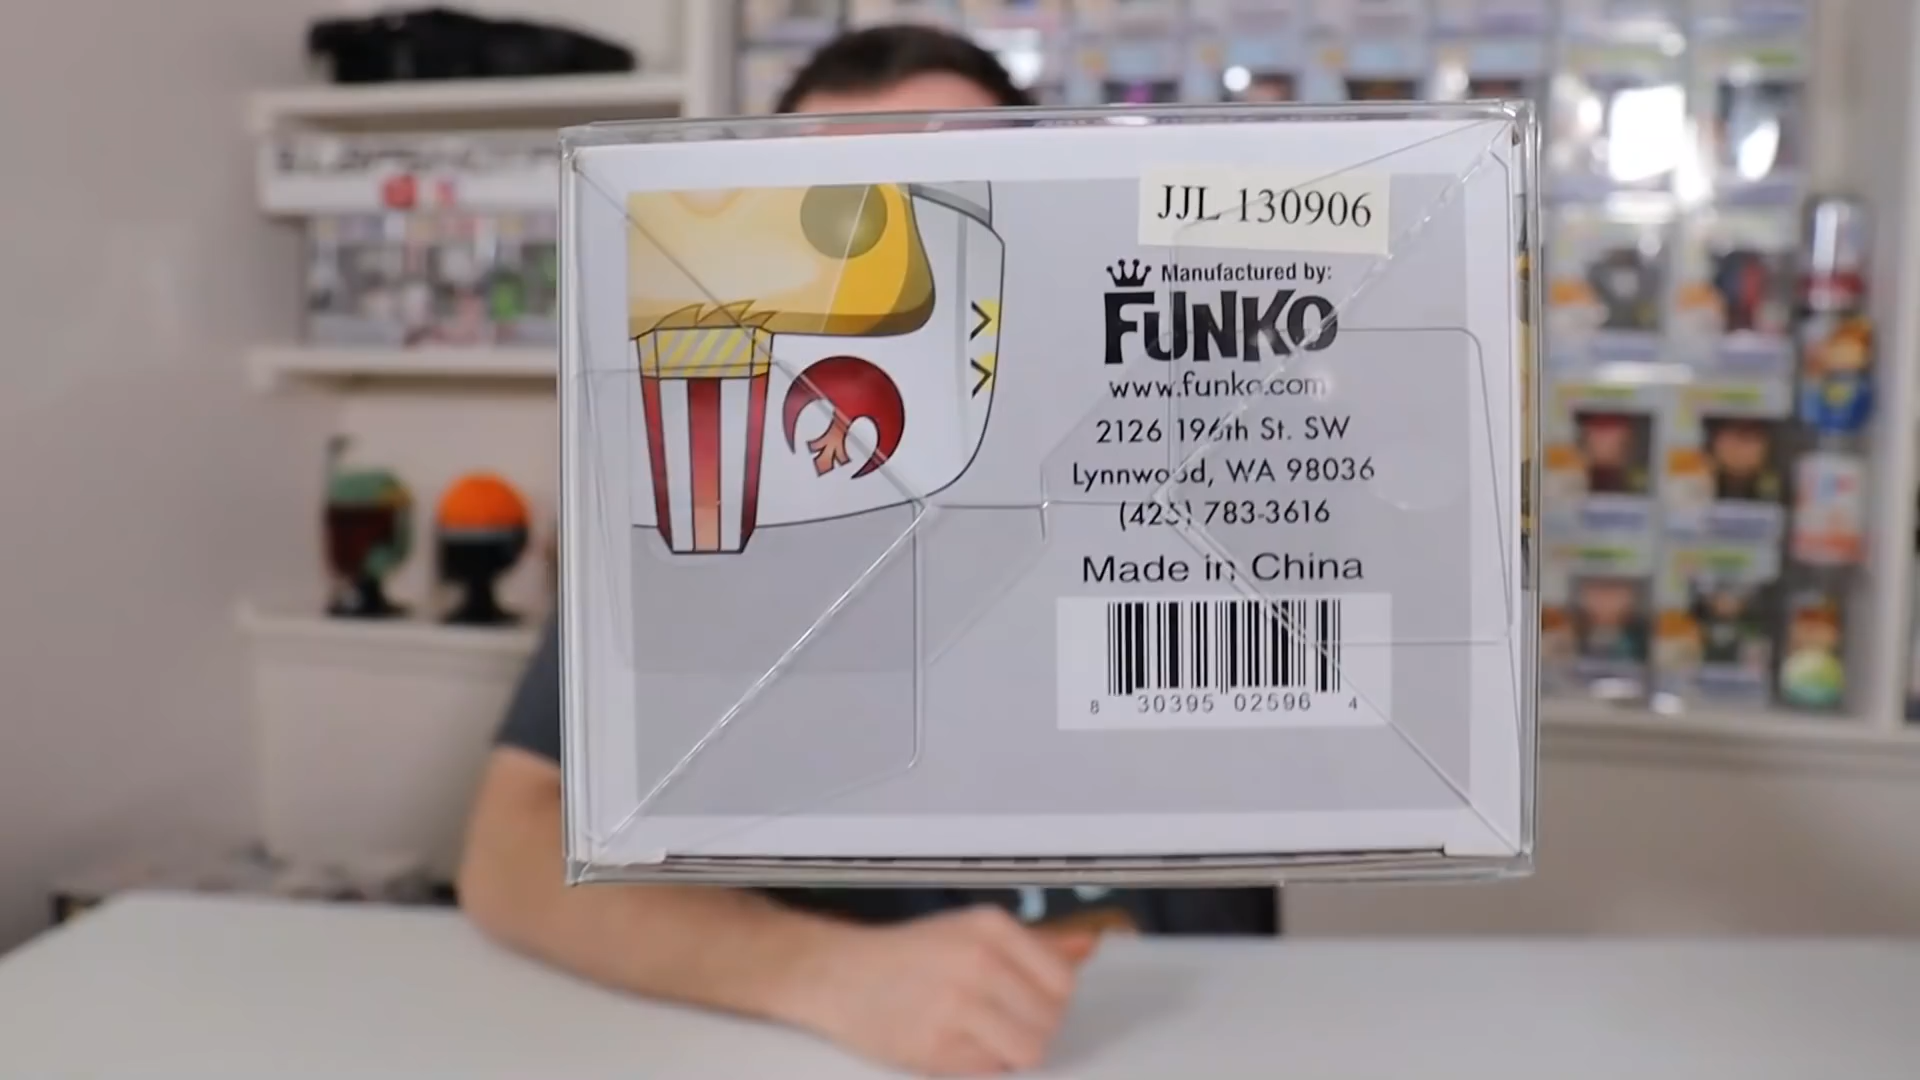 JJL 130906
Manufactured by:
FUNKO
www.funko.com
2126 196th St. SW
Lynnwood, WA 98036
(425) 783-3616
Made in China
8 30395 02596 4